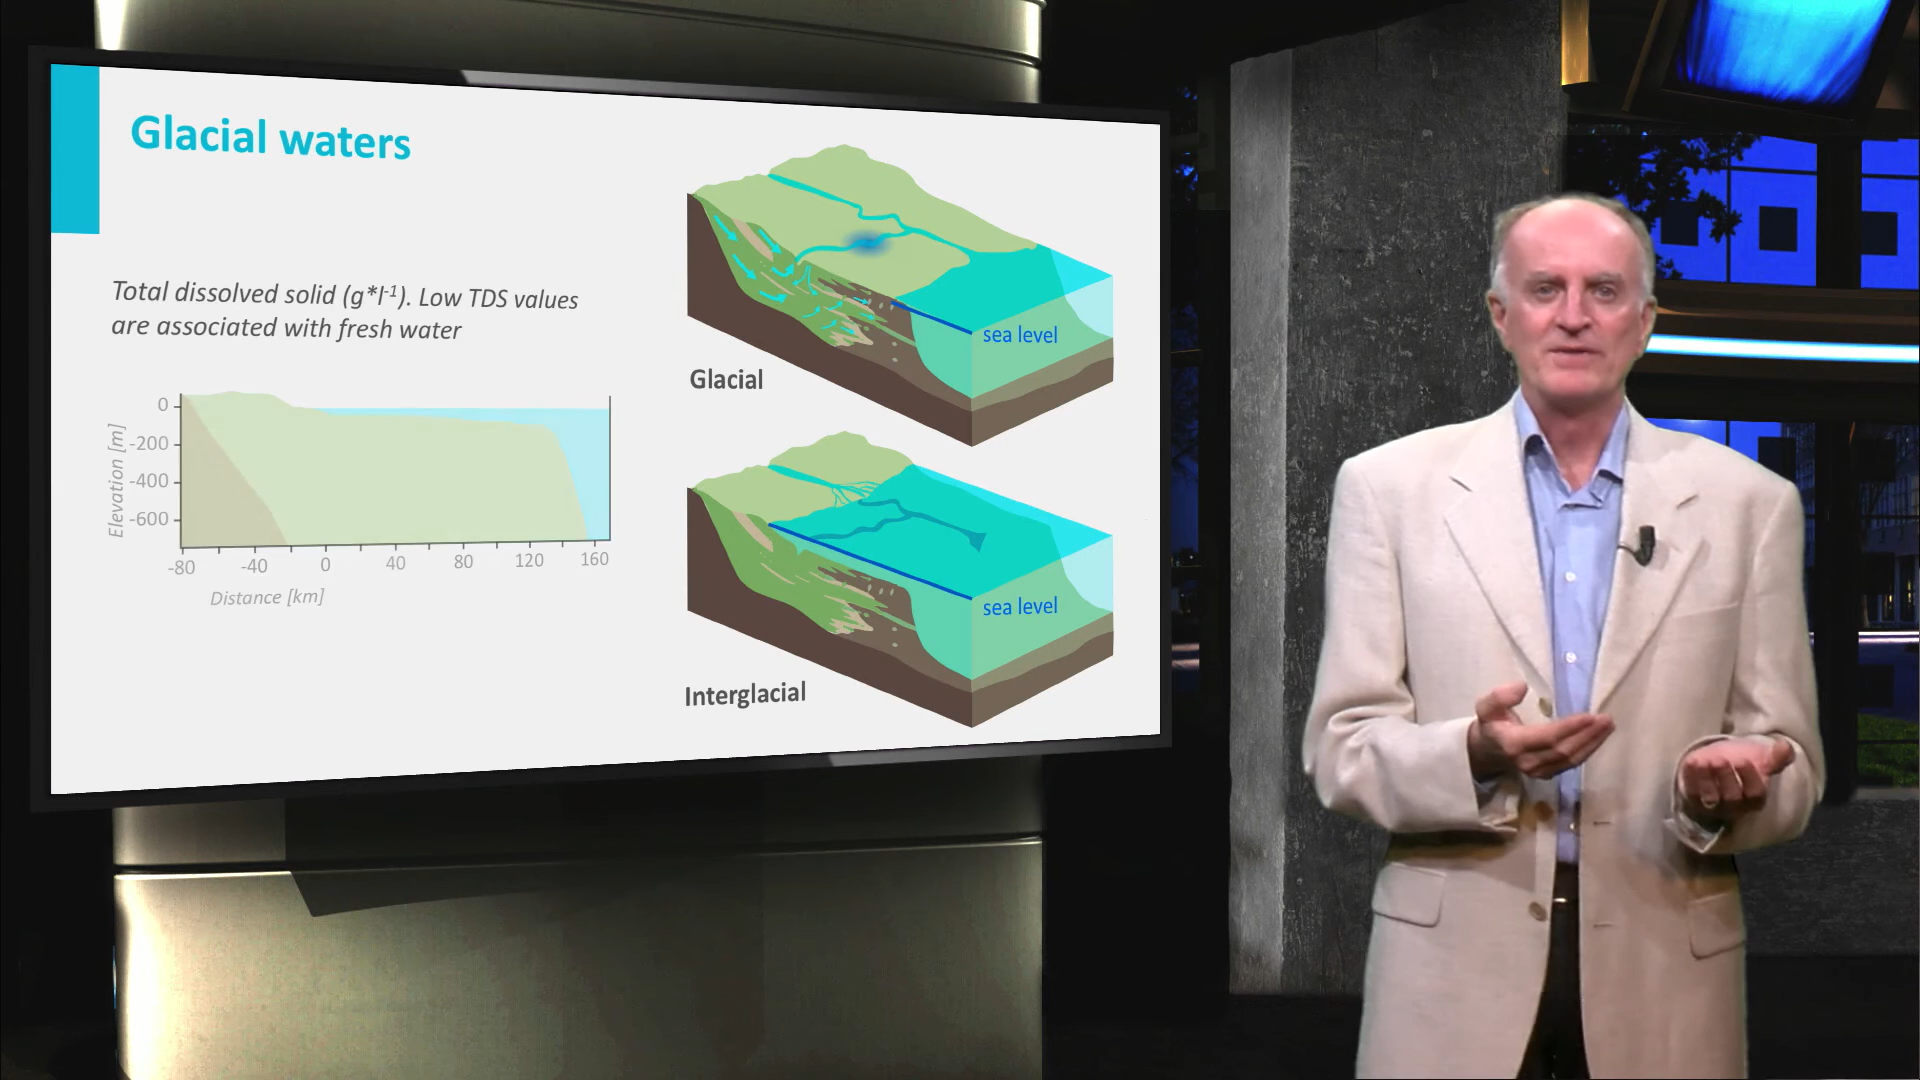 Glacial waters
Total dissolved solid (g*l-1). Low TDS values
are associated with fresh water
0
-200
-400
-600
Elevation [m]
-80
-40
0
40
80
120
160
Distance [km]
sea level
Glacial
sea level
Interglacial